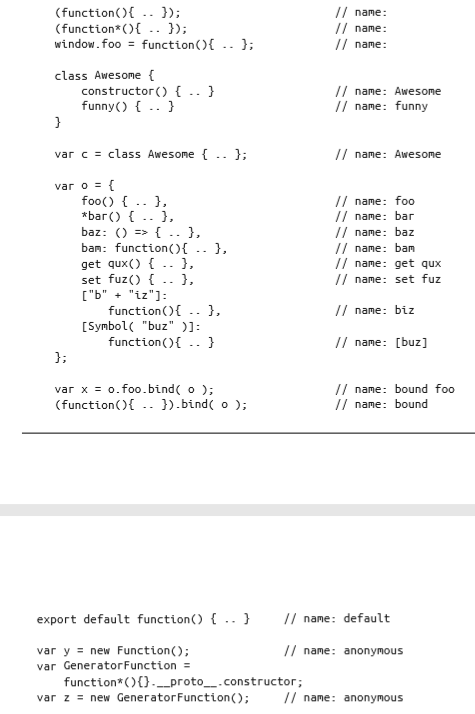 (function(){ .. });                    // name:
(function*(){ .. });                   // name:
window.foo = function(){ .. };         // name:

class Awesome {
    constructor() { .. }               // name: Awesome
    funny() { .. }                     // name: funny
}

var c = class Awesome { .. };          // name: Awesome

var o = {
    foo() { .. },                      // name: foo
    *bar() { .. },                     // name: bar
    baz: () => { .. },                 // name: baz
    bam: function(){ .. },             // name: bam
    get qux() { .. },                  // name: get qux
    set fuz() { .. },                  // name: set fuz
    ["b" + "iz"]:
        function(){ .. },              // name: biz
    [Symbol( "buz" )]:
        function(){ .. }               // name: [buz]
};

var x = o.foo.bind( o );               // name: bound foo
(function(){ .. }).bind( o );          // name: bound

export default function() { .. }     // name: default

var y = new Function();              // name: anonymous
var GeneratorFunction =
    function*(){}.__proto__.constructor;
var z = new GeneratorFunction();     // name: anonymous